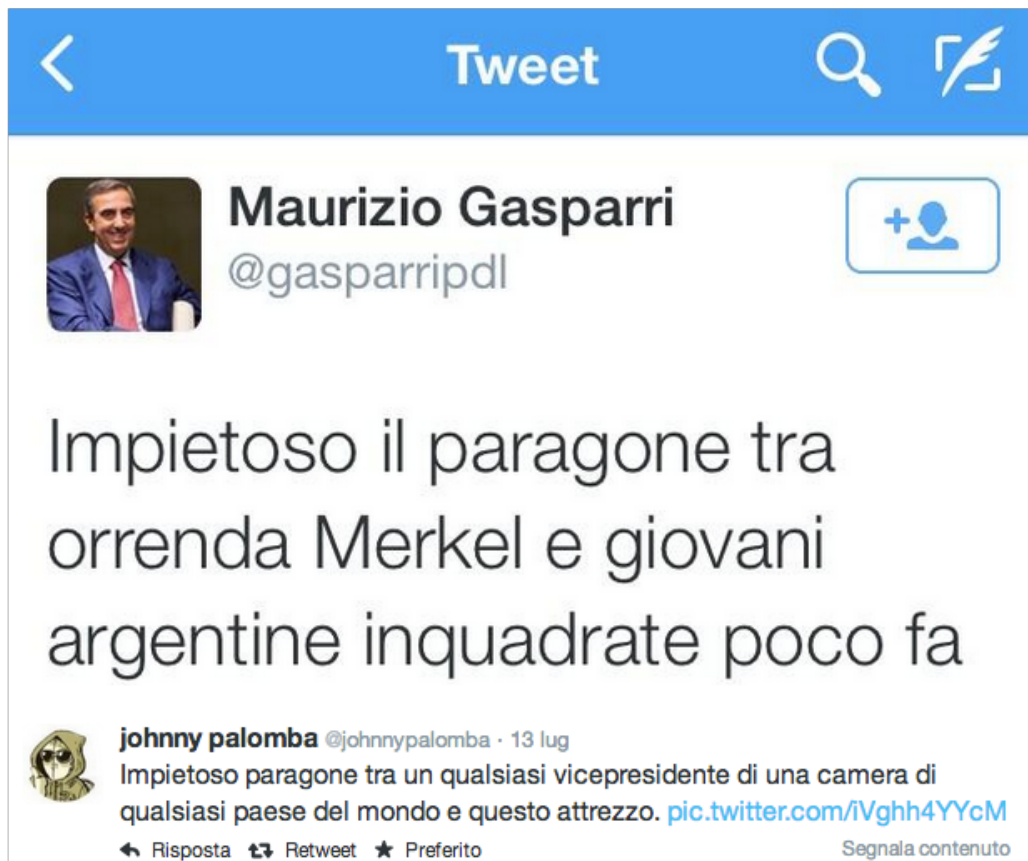 Tweet
Maurizio Gasparri
@gasparripdl
Impietoso il paragone tra
orrenda Merkel e giovani
argentine inquadrate poco fa
johnny palomba @johnnypalomba · 13 lug
Impietoso paragone tra un qualsiasi vicepresidente di una camera di
qualsiasi paese del mondo e questo attrezzo. pic.twitter.com/iVghh4YYcM
Risposta Retweet Preferito Segnala contenuto